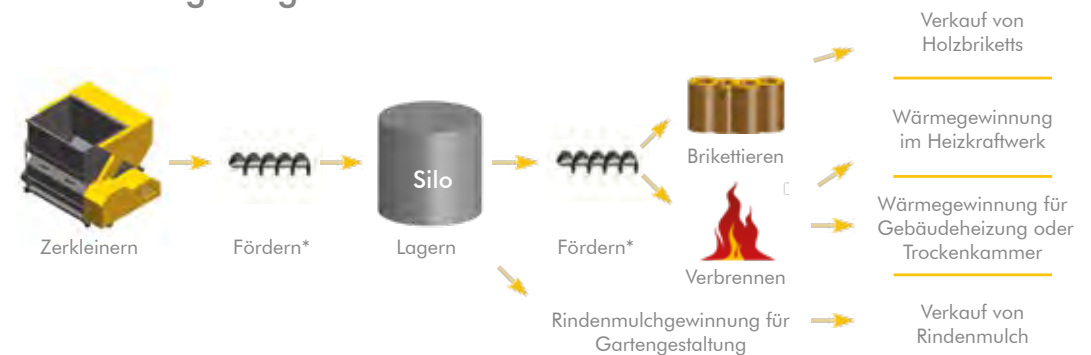 Verkauf von
Holzbriketts
Wärmegewinnung
im Heizkraftwerk
Brikettieren
Silo
Wärmegewinnung für
Gebäudeheizung oder
Trockenkammer
Zerkleinern
Fördern*
Lagern
Fördern*
Verbrennen
Rindenmulchgewinnung für
Gartengestaltung
Verkauf von
Rindenmulch